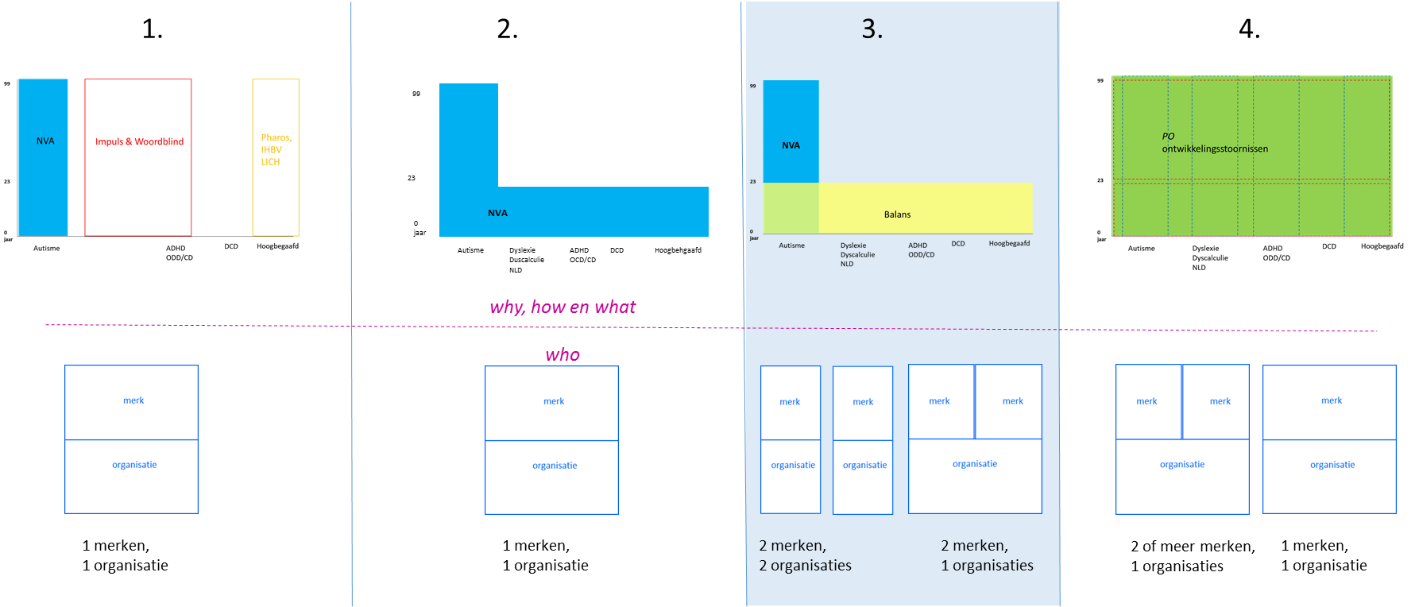 1.
99
NVA
Impuls & Woordblind
Pharos,
IHBV
LICH
23
0
jaar
Autisme
ADHD
ODD/CD
DCD
Hoogbegaafd
2.
99
23
NVA
0
jaar
Autisme
Dyslexie
Duscalculie
NLD
ADHD
OCD/CD
DCD
Hoogbehgaafd
3.
99
NVA
23
Balans
0
jaar
Autisme
Dyslexie
Dyscalculie
NLD
ADHD
ODD/CD
DCD
Hoogbegaafd
4.
99
PO
ontwikkelingsstoornissen
23
0
jaar
Autisme
Dyslexie
Dyscalculie
NLD
ADHD
ODD/CD
DCD
Hoogbegaafd
why, how en what
who
merk
organisatie
1 merken,
1 organisatie
merk
organisatie
1 merken,
1 organisatie
merk
organisatie
merk
organisatie
2 merken,
2 organisaties
merk
merk
organisatie
2 merken,
1 organisaties
merk
merk
organisatie
2 of meer merken,
1 organisaties
merk
organisatie
1 merken,
1 organisatie